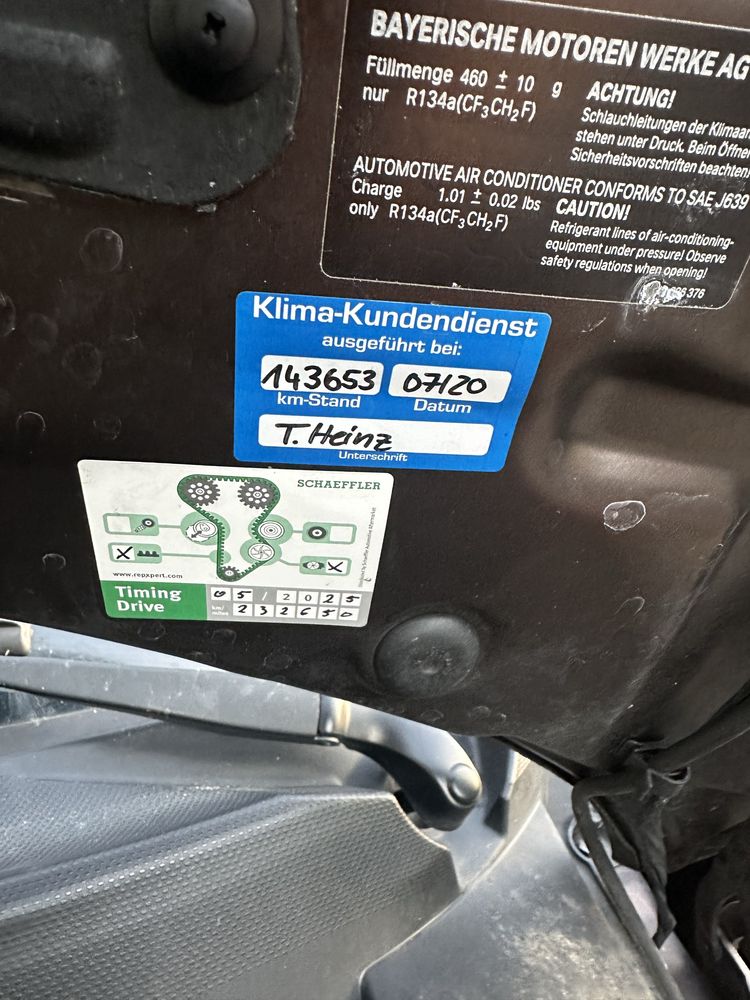 BAYERISCHE MOTOREN WERKE AG
Füllmenge 460 ± 10 g
nur R134a(CF₃CH₂F)
ACHTUNG!
Schlauchleitungen der Klimaan
stehen unter Druck. Beim Öffne
Sicherheitsvorschriften beachten!
AUTOMOTIVE AIR CONDITIONER CONFORMS TO SAE J639
Charge 1.01 ± 0.02 lbs
only R134a(CF₃CH₂F)
CAUTION!
Refrigerant lines of air-conditioning-
equipment under pressure! Observe
safety regulations when opening!
376
Klima-Kundendienst
ausgeführt bei:
143653 07/20
km-Stand Datum
T. Heinz
Unterschrift
SCHAEFFLER
X
X
www.repxpert.com
Timing
Drive
05/2025
km/
miles
232650